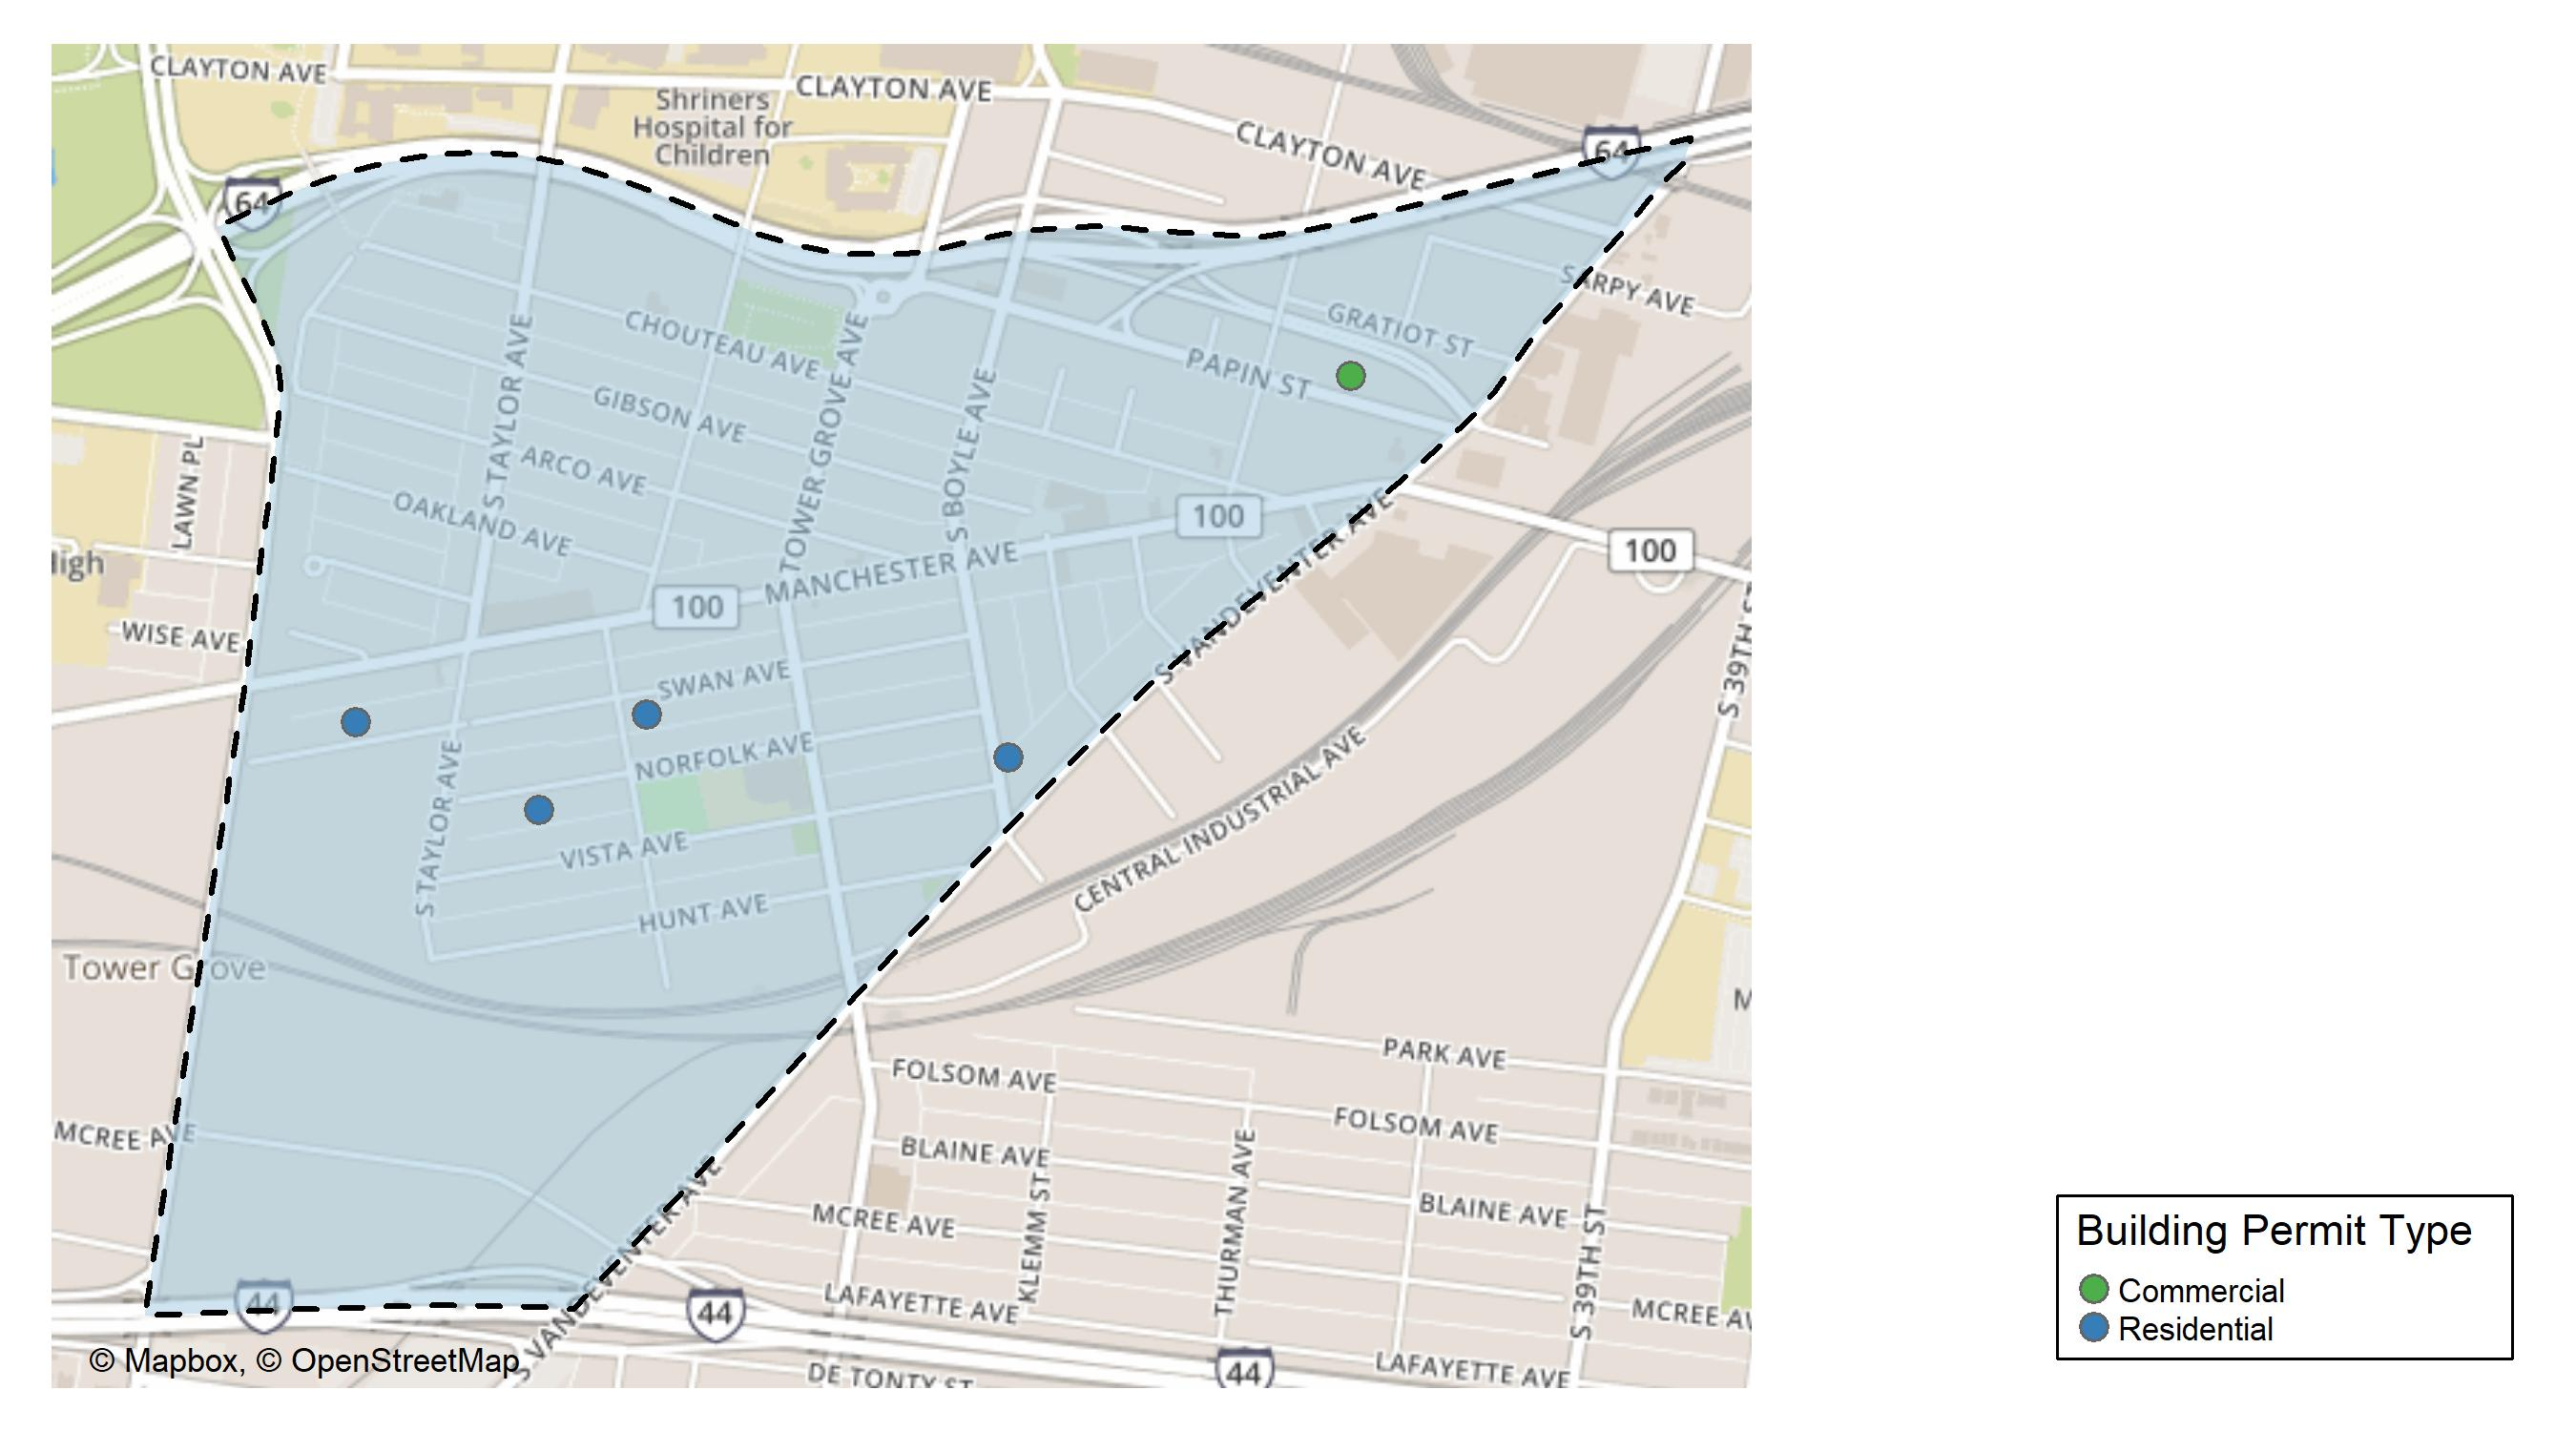 CLAYTON AVE
CLAYTON AVE
Shriners
Hospital for
Children
CLAYTON AVE
64
64
SARPY AVE
GRATIOT ST
CHOUTEAU AVE
PAPIN ST
GIBSON AVE
S TAYLOR AVE
TOWER GROVE AVE
S BOYLE AVE
ARCO AVE
LAWN PL
OAKLAND AVE
100
100
MANCHESTER AVE
S VANDEVENTER AVE
100
WISE AVE
S 39TH ST
SWAN AVE
NORFOLK AVE
S TAYLOR AVE
CENTRAL INDUSTRIAL AVE
VISTA AVE
HUNT AVE
Tower Grove
PARK AVE
FOLSOM AVE
FOLSOM AVE
MCREE AVE
BLAINE AVE
BLAINE AVE
KLEMM ST
THURMAN AVE
S 39TH ST
MCREE AVE
S VANDEVENTER AVE
44
44
LAFAYETTE AVE
MCREE AV
44
LAFAYETTE AVE
DE TONTY ST
© Mapbox, © OpenStreetMap
Building Permit Type
Commercial
Residential